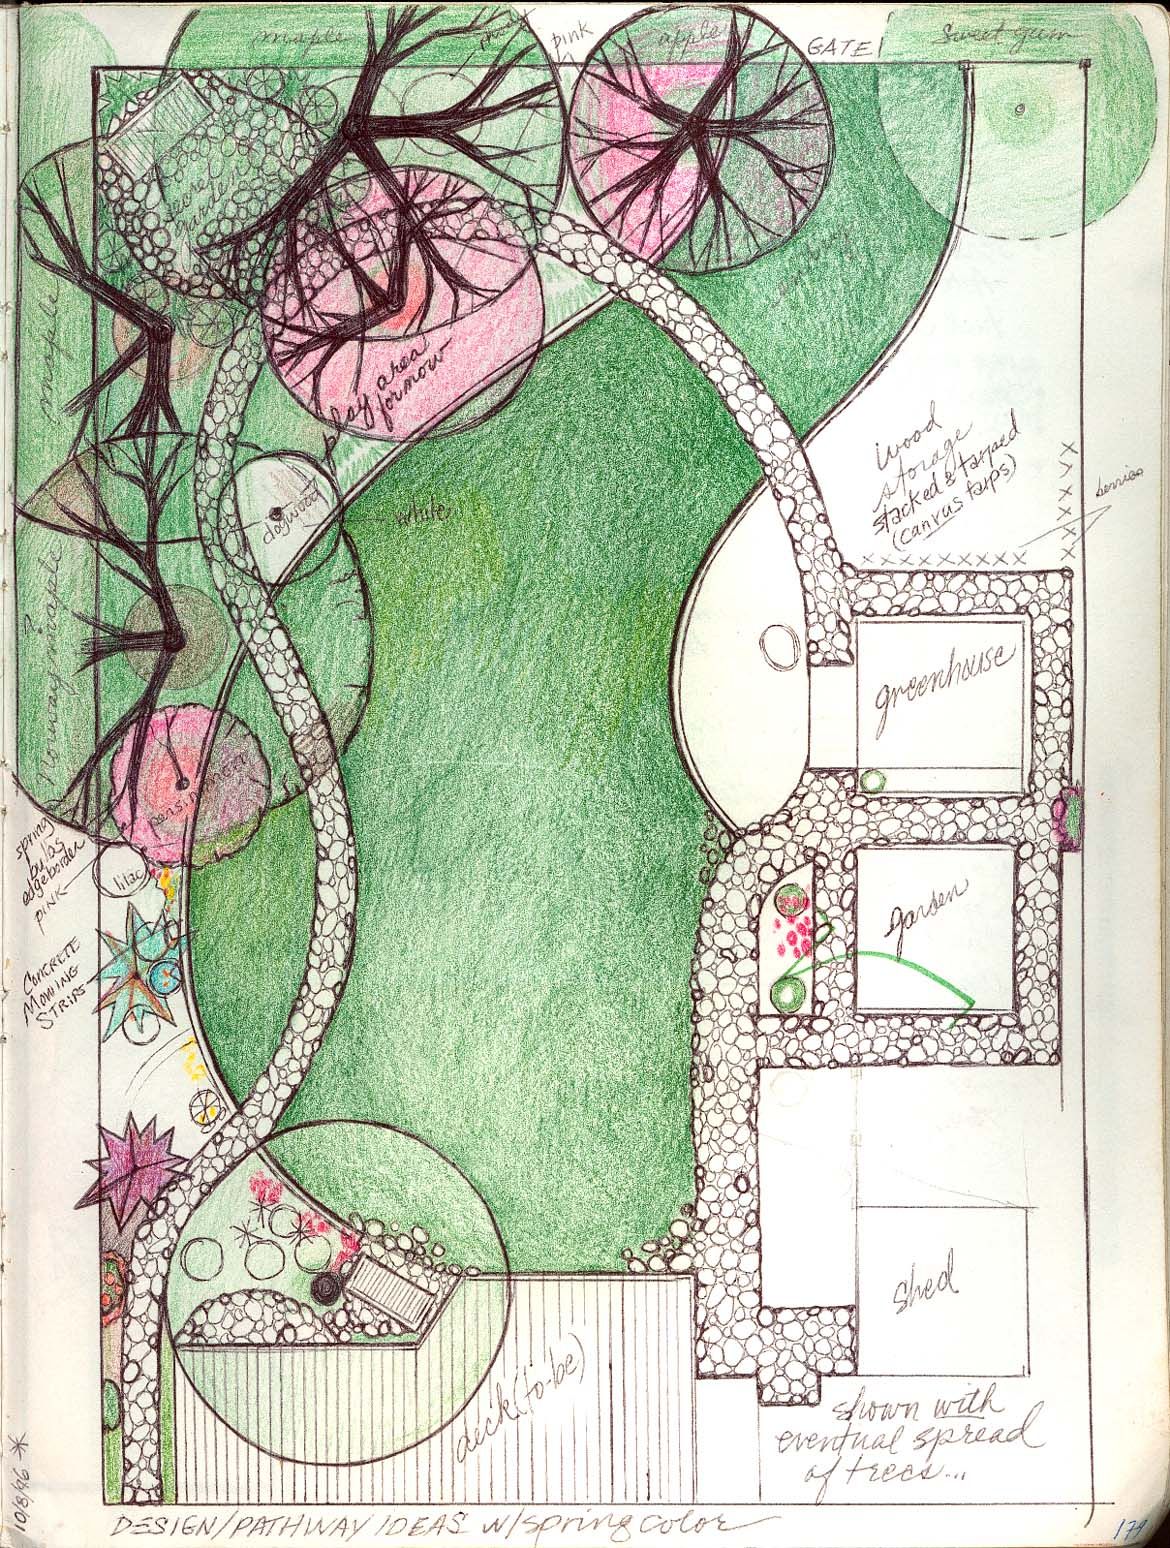 maple
pink
apple
GATE
Sweet gum
maple
play area
for now
wood
storage
stacked & tarped
(canvas tarps)
berries
dogwood
white
Norway maple
greenhouse
persimmon
spring
bulbs
edge border
PINK
lilac
garden
CONCRETE
MOWING
STRIPS
shed
deck (to-be)
shown with
eventual spread
of trees...
10/8/96 *
DESIGN/PATHWAY IDEAS w/spring color
179